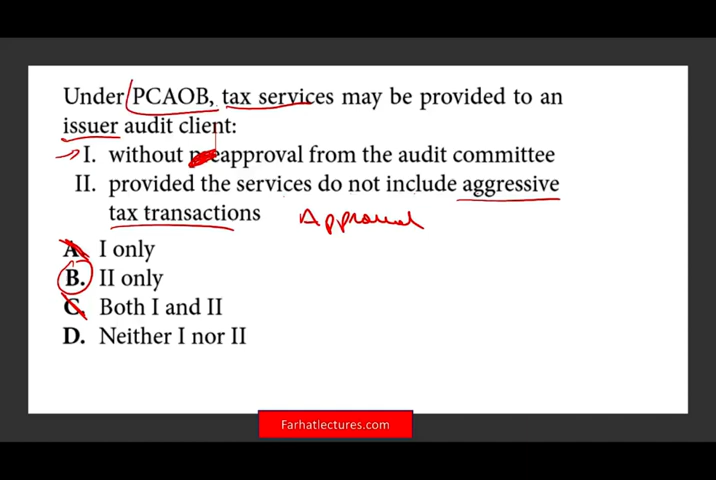 Under PCAOB, tax services may be provided to an
issuer audit client:
I. without approval from the audit committee
II. provided the services do not include aggressive
tax transactions
Approval
A. I only
B. II only
C. Both I and II
D. Neither I nor II
Farhatlectures.com